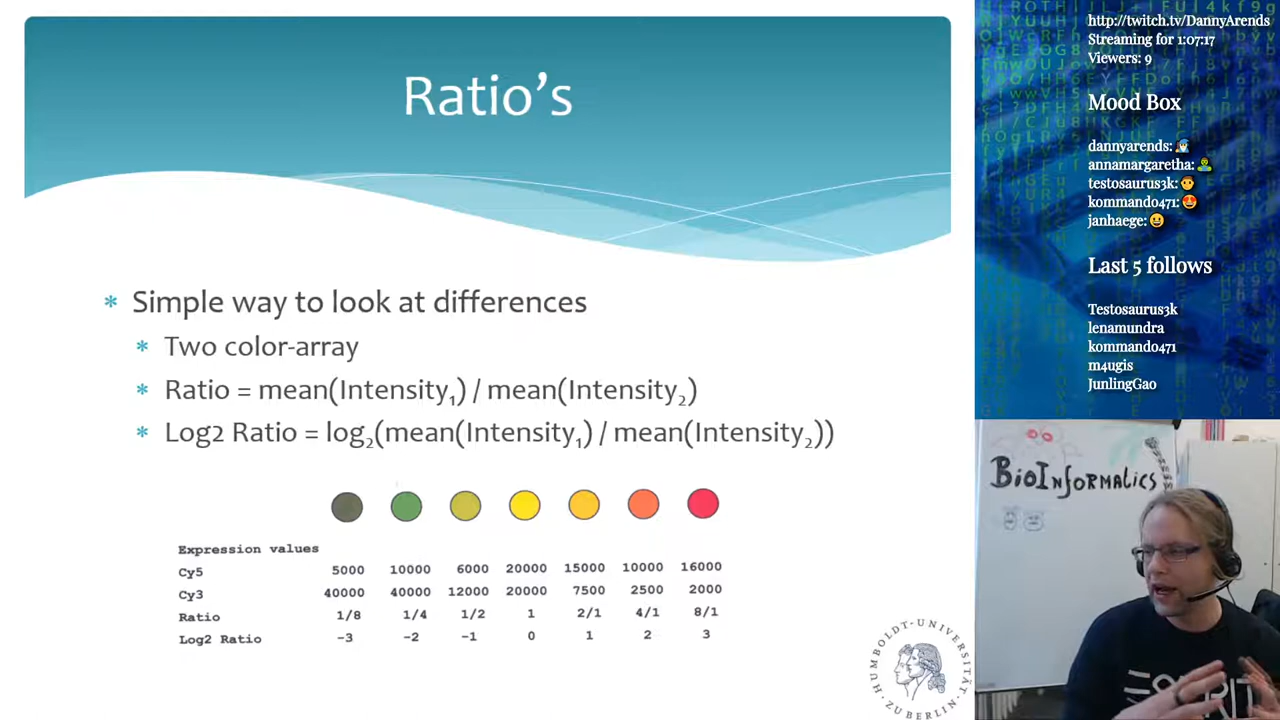 Ratio's
* Simple way to look at differences
* Two color-array
* Ratio = mean(Intensity₁) / mean(Intensity₂)
* Log2 Ratio = log₂(mean(Intensity₁) / mean(Intensity₂))
Expression values
Cy5 5000 10000 6000 20000 15000 10000 16000
Cy3 40000 40000 12000 20000 7500 2500 2000
Ratio 1/8 1/4 1/2 1 2/1 4/1 8/1
Log2 Ratio -3 -2 -1 0 1 2 3
HUMBOLDT-UNIVERSITÄT ZU BERLIN
http://twitch.tv/DannyArends
Streaming for 1:07:17
Viewers: 9
Mood Box
dannyarends:
annamargaretha:
testosaurus3k:
kommando471:
janhaege:
Last 5 follows
Testosaurus3k
lenamundra
kommando471
m4ugis
JunlingGao
BioInformatics